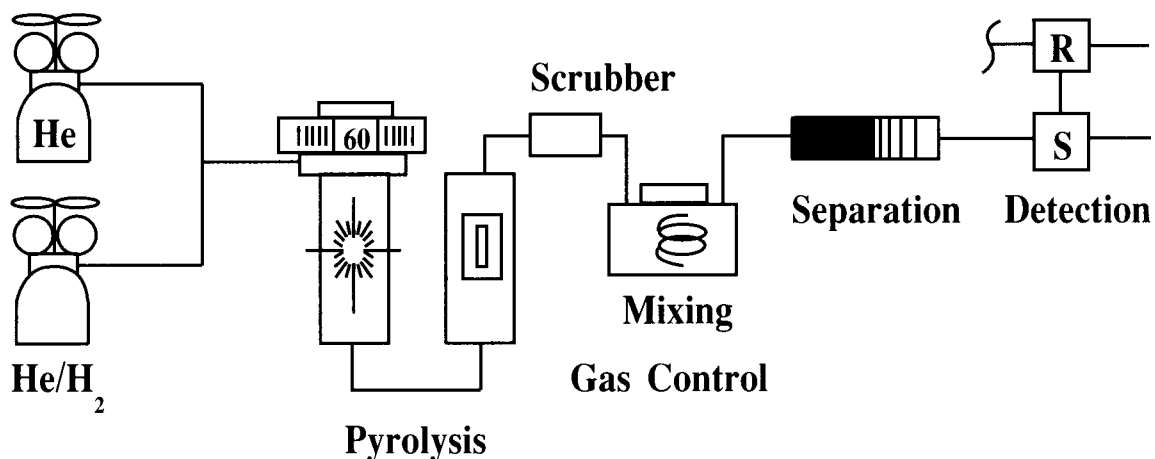 He
He/H₂
60
Pyrolysis
Scrubber
Mixing
Gas Control
Separation
R
S
Detection